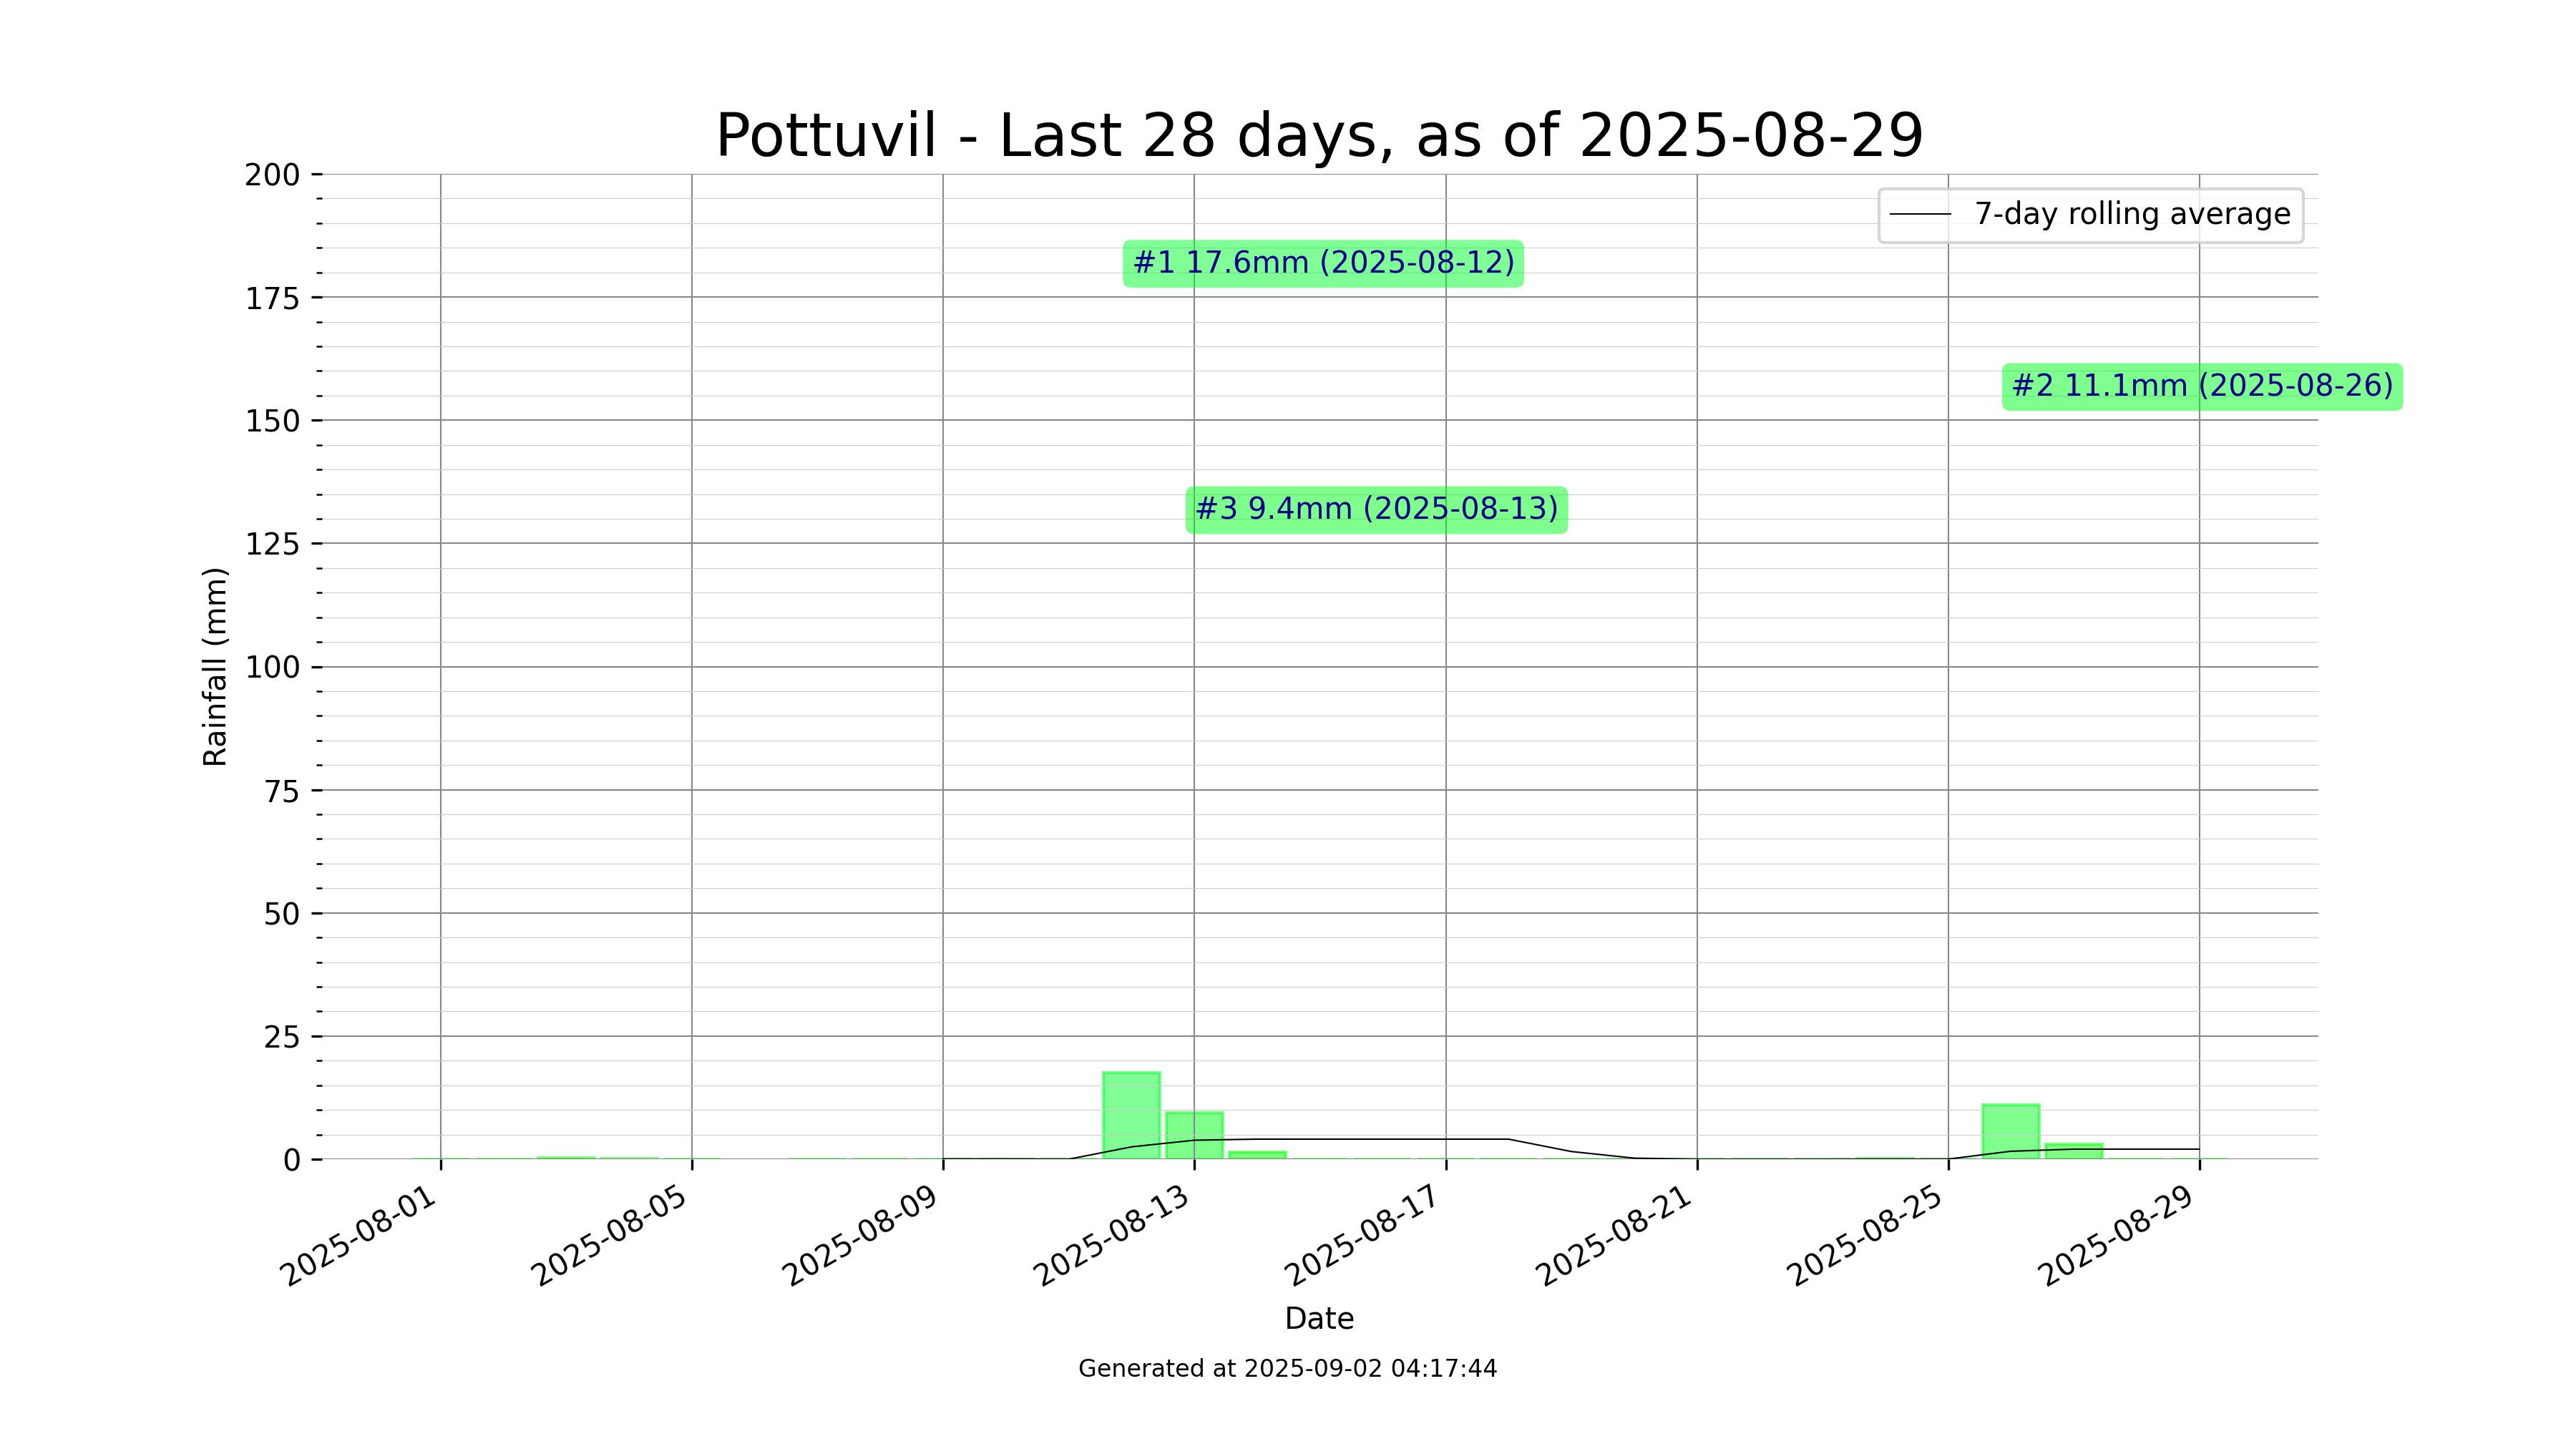 Pottuvil - Last 28 days, as of 2025-08-29
7-day rolling average
#1 17.6mm (2025-08-12)
#2 11.1mm (2025-08-26)
#3 9.4mm (2025-08-13)
Rainfall (mm)
200
175
150
125
100
75
50
25
0
2025-08-01
2025-08-05
2025-08-09
2025-08-13
2025-08-17
2025-08-21
2025-08-25
2025-08-29
Date
Generated at 2025-09-02 04:17:44